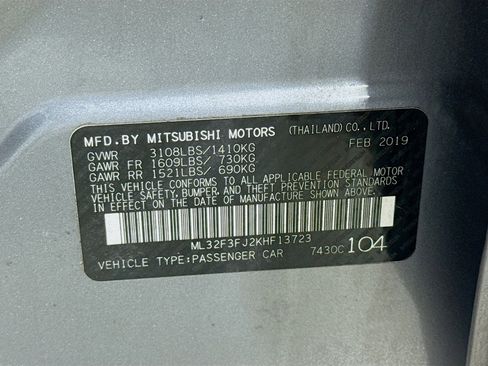 MFD.BY MITSUBISHI MOTORS (THAILAND)CO.,LTD.
GVWR 3108LBS/1410KG FEB 2019
GAWR FR 1609LBS/ 730KG
GAWR RR 1521LBS/ 690KG
THIS VEHICLE CONFORMS TO ALL APPLICABLE FEDERAL MOTOR
VEHICLE SAFETY,BUMPER, AND THEFT PREVENTION STANDARDS
IN EFFECT ON THE DATE OF MANUFACTURE SHOWN ABOVE.
ML32F3FJ2KHF13723
VEHICLE TYPE:PASSENGER CAR 7430C 104